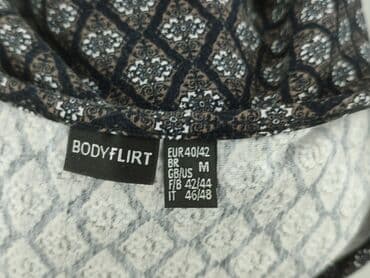 BODYFLIRT
EUR 40/42
BR
GB/US M
F/B 42/44
IT 46/48